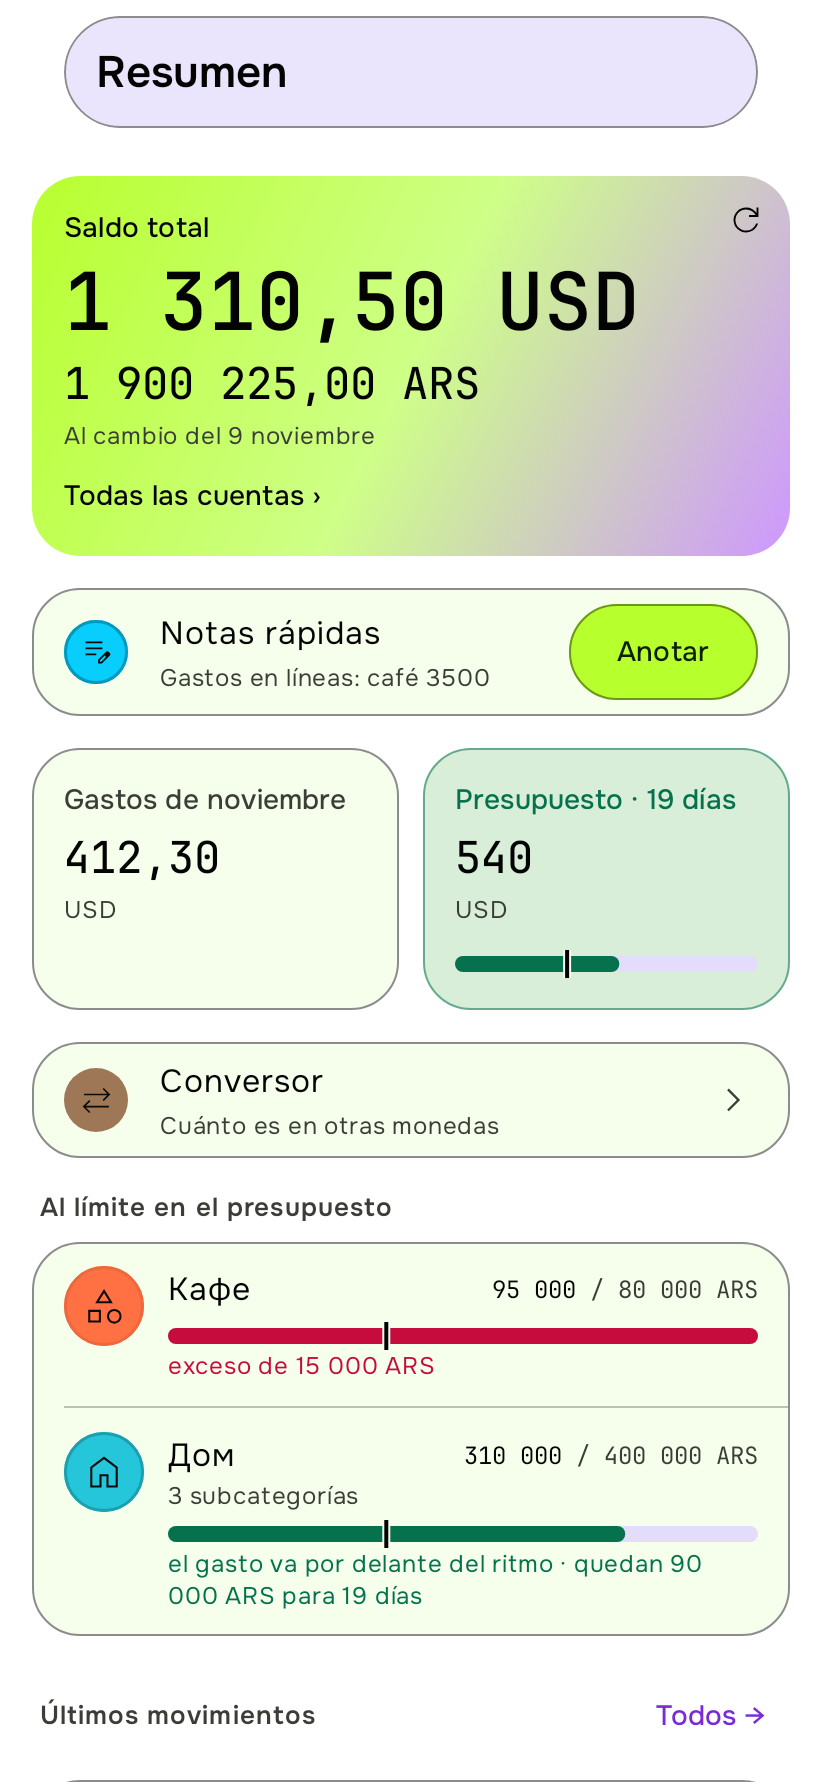 Resumen
Saldo total
1 310,50 USD
1 900 225,00 ARS
Al cambio del 9 noviembre
Todas las cuentas ›
Notas rápidas
Gastos en líneas: café 3500
Anotar
Gastos de noviembre
412,30
USD
Presupuesto · 19 días
540
USD
Conversor
Cuánto es en otras monedas
Al límite en el presupuesto
Кафе
95 000 / 80 000 ARS
exceso de 15 000 ARS
Дом
310 000 / 400 000 ARS
3 subcategorías
el gasto va por delante del ritmo · quedan 90
000 ARS para 19 días
Últimos movimientos
Todos →